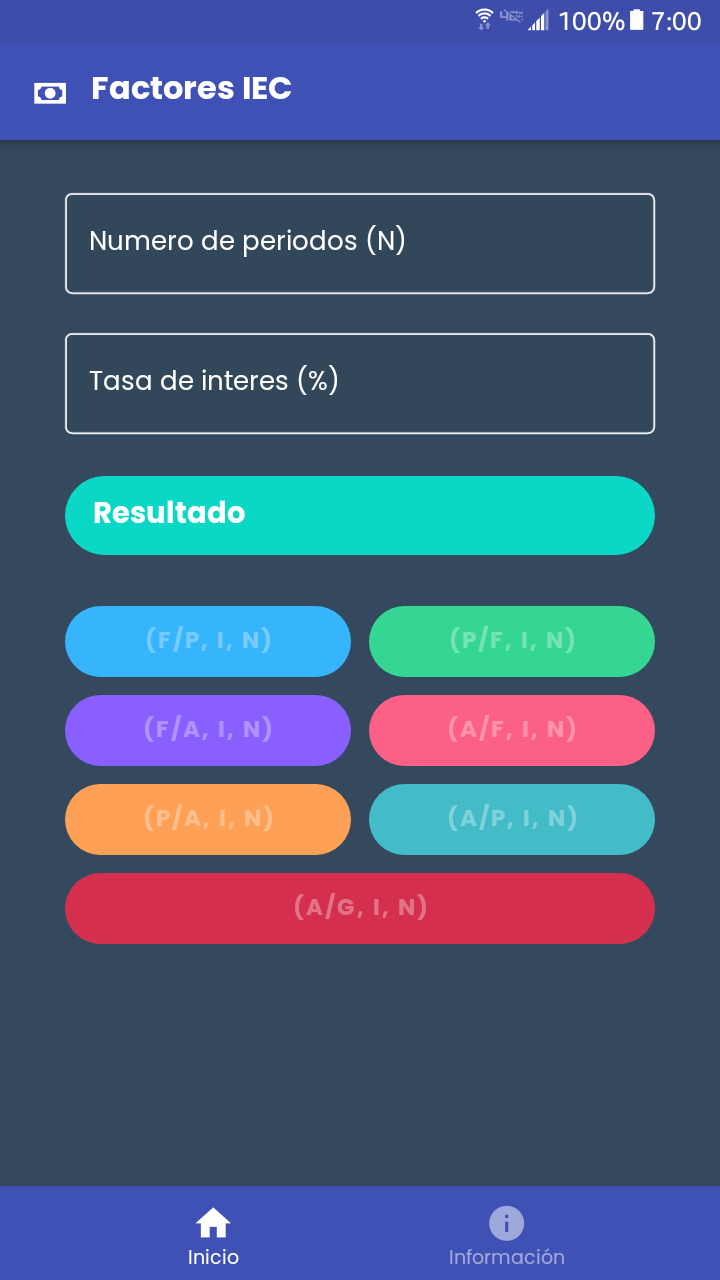 100% 7:00
Factores IEC
Numero de periodos (N)
Tasa de interes (%)
Resultado
(F/P, I, N)
(P/F, I, N)
(F/A, I, N)
(A/F, I, N)
(P/A, I, N)
(A/P, I, N)
(A/G, I, N)
Inicio
Información